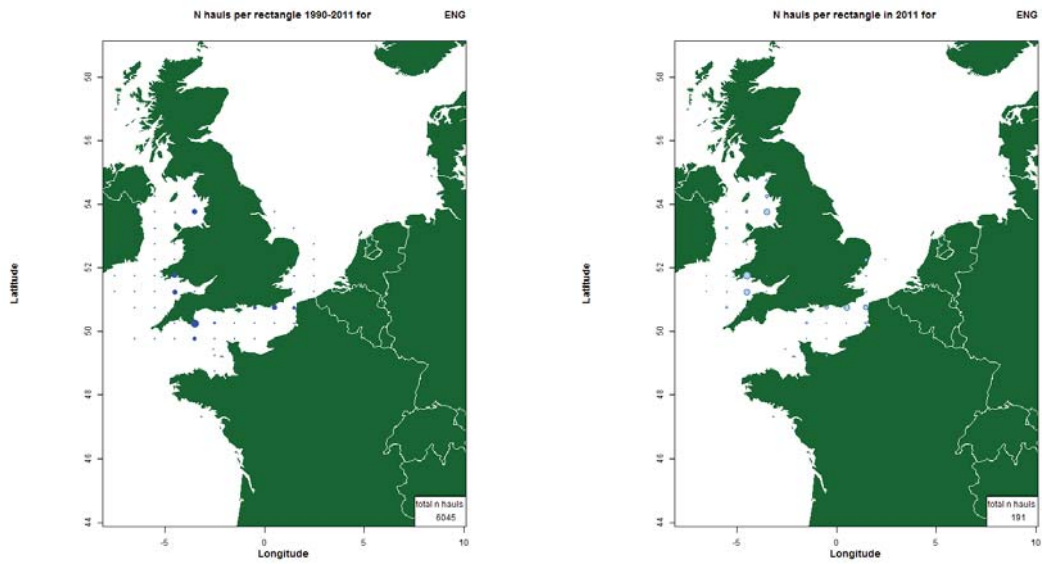 N hauls per rectangle 1990-2011 for ENG
58
56
54
52
50
48
46
44
Latitude
total n hauls
6045
-5 0 5 10
Longitude
N hauls per rectangle in 2011 for ENG
58
56
54
52
50
48
46
44
Latitude
total n hauls
191
-5 0 5 10
Longitude